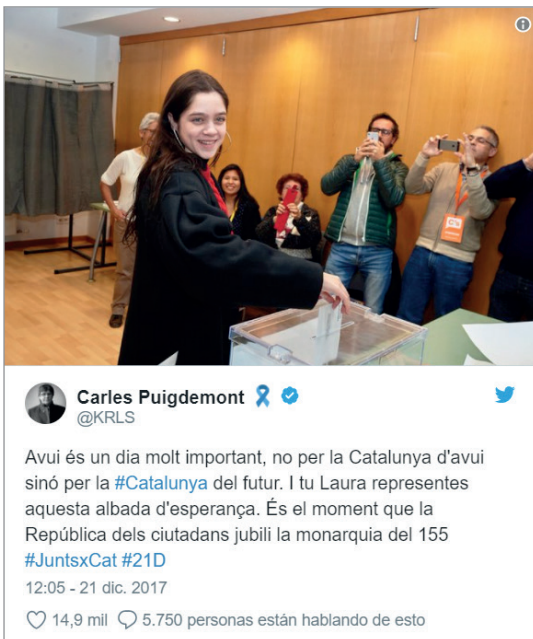 Carles Puigdemont
@KRLS
Avui és un dia molt important, no per la Catalunya d'avui
sinó per la #Catalunya del futur. I tu Laura representes
aquesta albada d'esperança. És el moment que la
República dels ciutadans jubili la monarquia del 155
#JuntsxCat #21D
12:05 - 21 dic. 2017
14,9 mil 5.750 personas están hablando de esto